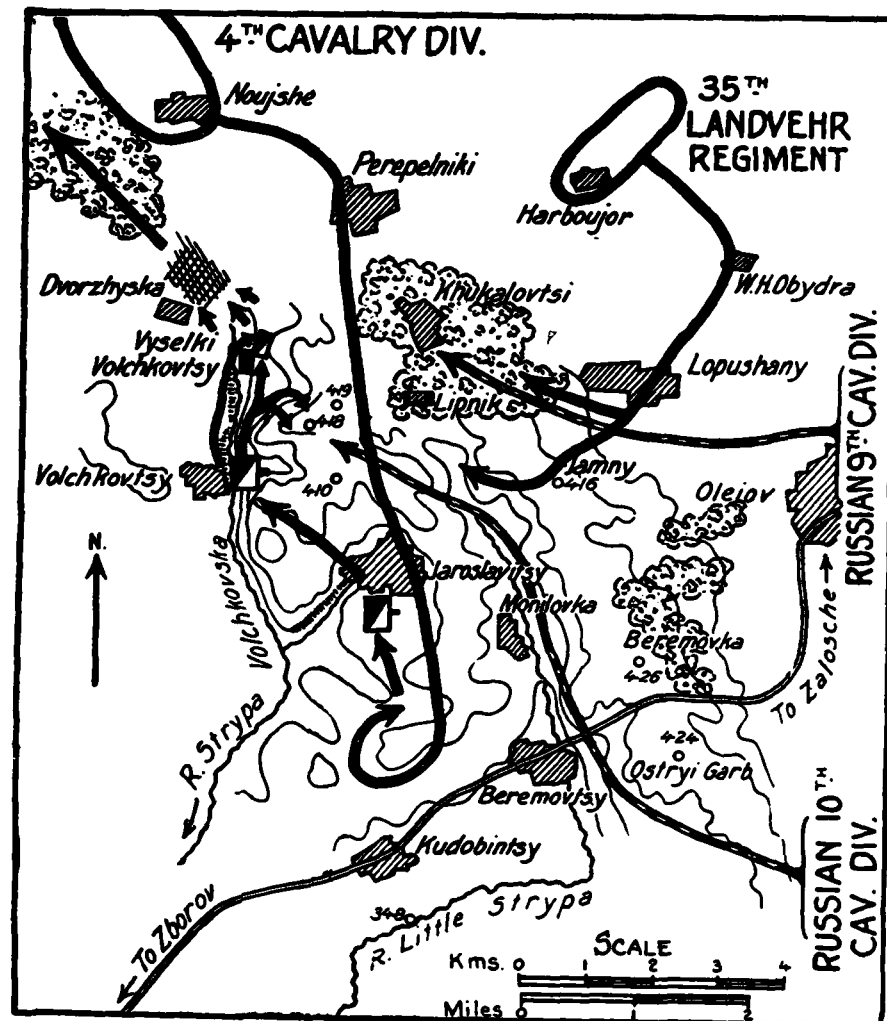 4TH CAVALRY DIV.
Noujshe
35TH
LANDVEHR
REGIMENT
Perepelniki
Harboujor
W.H.Obydra
Dvorzhyska
Khukalovtsi
Vyselki
Volchkovtsy
Lopushany
419
418
Lipnik
RUSSIAN 9TH CAV. DIV.
Volchkovtsy
410
Jamny
416
Olejov
N.
Volchkovska
Jaroslavitsy
Monilovka
Beremovka
426
To Zalosche →
R. Strypa
424
Ostryi Garb
Beremovtsy
Kudobintsy
RUSSIAN 10TH
CAV. DIV.
To Zborov
348
R. Little Strypa
SCALE
Kms. 0 1 2 3 4
Miles 0 1 2